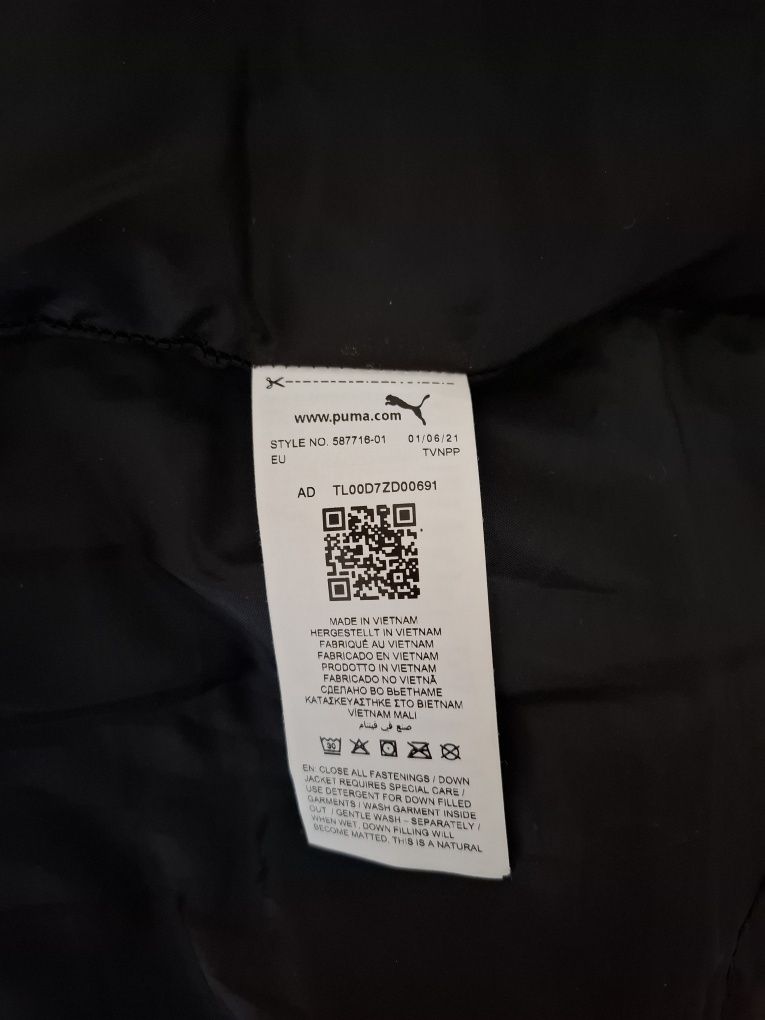 www.puma.com
STYLE NO. 587716-01 01/06/21
EU TVNPP
AD TL00D7ZD00691
MADE IN VIETNAM
HERGESTELLT IN VIETNAM
FABRIQUÉ AU VIETNAM
FABRICADO EN VIETNAM
PRODOTTO IN VIETNAM
FABRICADO NO VIETNÃ
СДЕЛАНО ВО ВЬЕТНАМЕ
ΚΑΤΑΣΚΕΥΑΣΤΗΚΕ ΣΤΟ ΒΙΕΤΝΑΜ
VİETNAM MALI
صنع في فيتنام
30
EN: CLOSE ALL FASTENINGS / DOWN
JACKET REQUIRES SPECIAL CARE /
USE DETERGENT FOR DOWN FILLED
GARMENTS / WASH GARMENT INSIDE
OUT / GENTLE WASH – SEPARATELY /
WHEN WET, DOWN FILLING WILL
BECOME MATTED. THIS IS A NATURAL